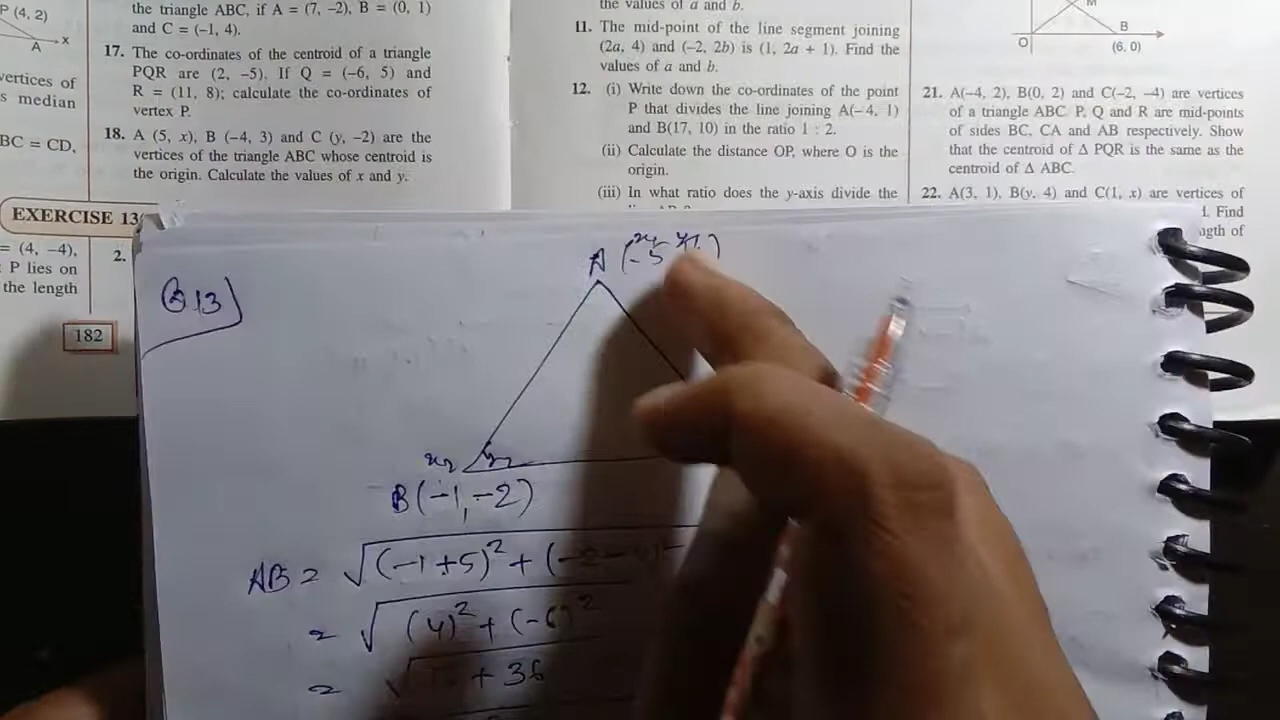 P (4, 2)
A
x
vertices of
s median
BC = CD,
the triangle ABC, if A = (7, –2), B = (0, 1)
and C = (–1, 4).
17. The co-ordinates of the centroid of a triangle
PQR are (2, –5). If Q = (–6, 5) and
R = (11, 8); calculate the co-ordinates of
vertex P.
18. A (5, x), B (–4, 3) and C (y, –2) are the
vertices of the triangle ABC whose centroid is
the origin. Calculate the values of x and y.
EXERCISE 13
= (4, –4),
P lies on
the length
2.
182
the values of a and b.
11. The mid-point of the line segment joining
(2a, 4) and (–2, 2b) is (1, 2a + 1). Find the
values of a and b.
12. (i) Write down the co-ordinates of the point
P that divides the line joining A(–4, 1)
and B(17, 10) in the ratio 1 : 2.
(ii) Calculate the distance OP, where O is the
origin.
(iii) In what ratio does the y-axis divide the
M
B
O
(6, 0)
21. A(–4, 2), B(0, 2) and C(–2, –4) are vertices
of a triangle ABC. P, Q and R are mid-points
of sides BC, CA and AB respectively. Show
that the centroid of Δ PQR is the same as the
centroid of Δ ABC.
22. A(3, 1), B(y, 4) and C(1, x) are vertices of
Find
ngth of
Q13
A
x2 y2
B(-1,-2)
AB = √(-1+5)² + (-2
= √(4)² + (-6)²
= + 36